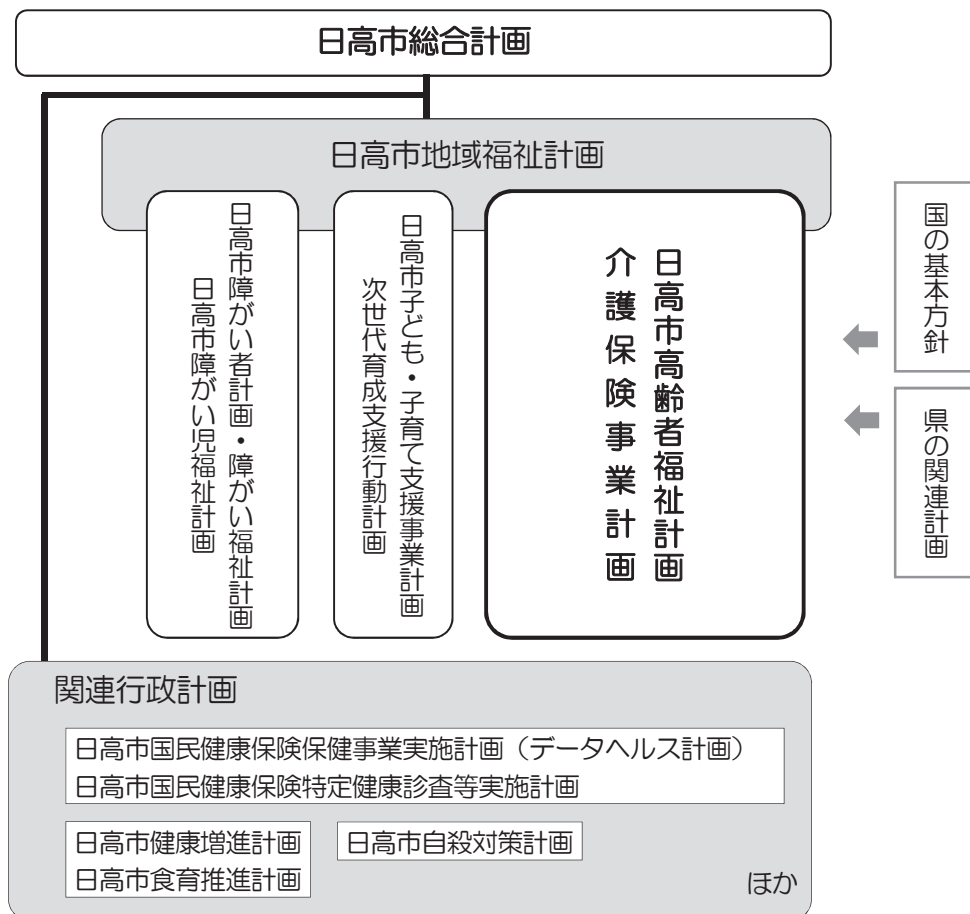 日高市総合計画
日高市地域福祉計画
日高市障がい者計画・障がい福祉計画
日高市障がい児福祉計画
日高市子ども・子育て支援事業計画
次世代育成支援行動計画
日高市高齢者福祉計画
介護保険事業計画
国の基本方針
県の関連計画
関連行政計画
日高市国民健康保険保健事業実施計画（データヘルス計画）
日高市国民健康保険特定健康診査等実施計画
日高市健康増進計画
日高市食育推進計画
日高市自殺対策計画
ほか